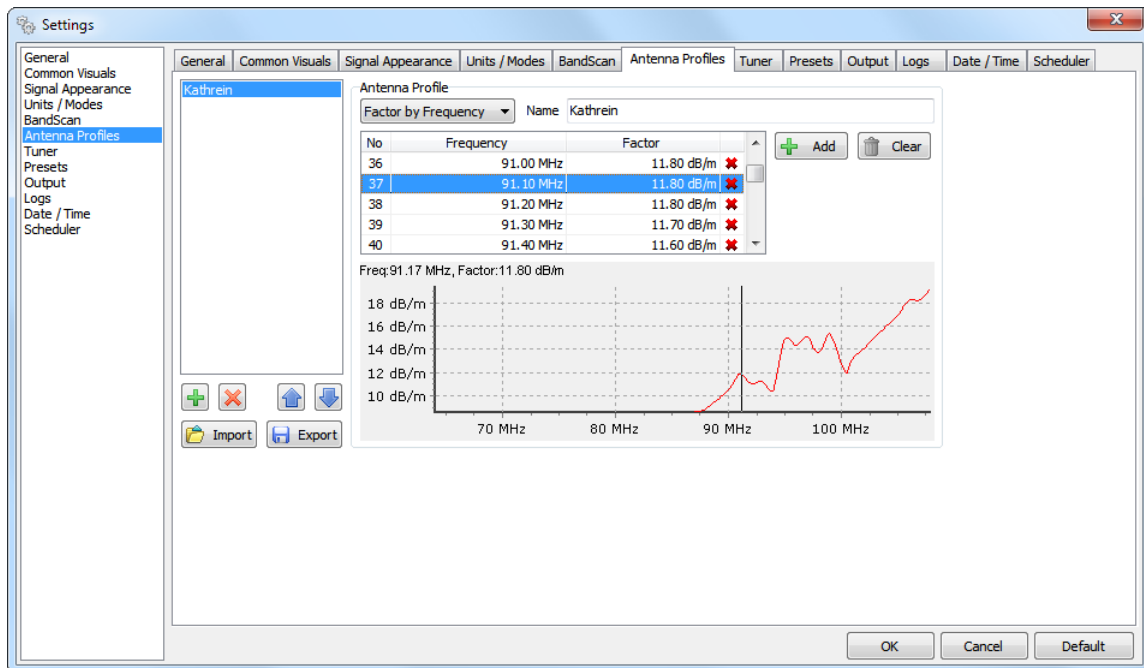 Settings
General
Common Visuals
Signal Appearance
Units / Modes
BandScan
Antenna Profiles
Tuner
Presets
Output
Logs
Date / Time
Scheduler
General Common Visuals Signal Appearance Units / Modes BandScan Antenna Profiles Tuner Presets Output Logs Date / Time Scheduler
Kathrein
Import Export
Antenna Profile
Factor by Frequency Name Kathrein
No Frequency Factor
36 91.00 MHz 11.80 dB/m
37 91.10 MHz 11.80 dB/m
38 91.20 MHz 11.80 dB/m
39 91.30 MHz 11.70 dB/m
40 91.40 MHz 11.60 dB/m
Add Clear
Freq:91.17 MHz, Factor:11.80 dB/m
18 dB/m
16 dB/m
14 dB/m
12 dB/m
10 dB/m
70 MHz 80 MHz 90 MHz 100 MHz
OK Cancel Default